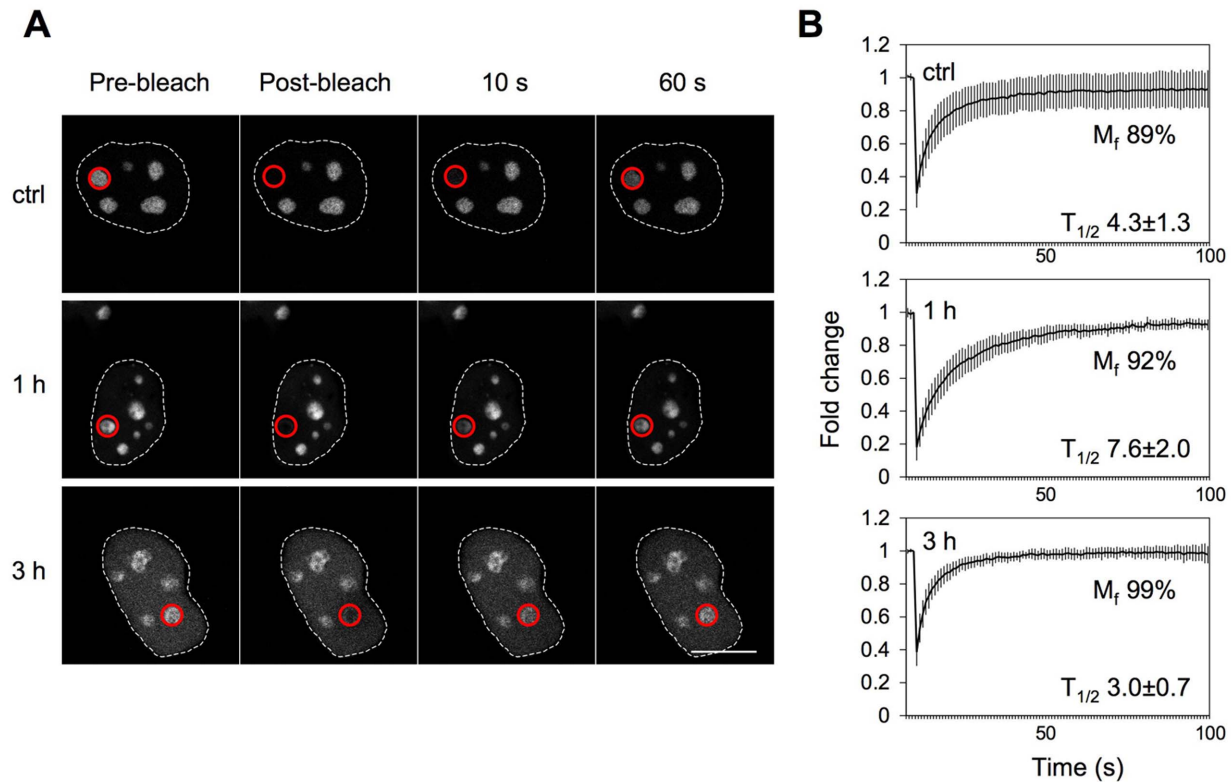 A
Pre-bleach Post-bleach 10 s 60 s
ctrl
1 h
3 h
B
1.2
1
0.8
0.6
0.4
0.2
0
ctrl
Mf 89%
T1/2 4.3±1.3
50 100
Fold change
1.2
1
0.8
0.6
0.4
0.2
0
1 h
Mf 92%
T1/2 7.6±2.0
50 100
1.2
1
0.8
0.6
0.4
0.2
0
3 h
Mf 99%
T1/2 3.0±0.7
50 100
Time (s)